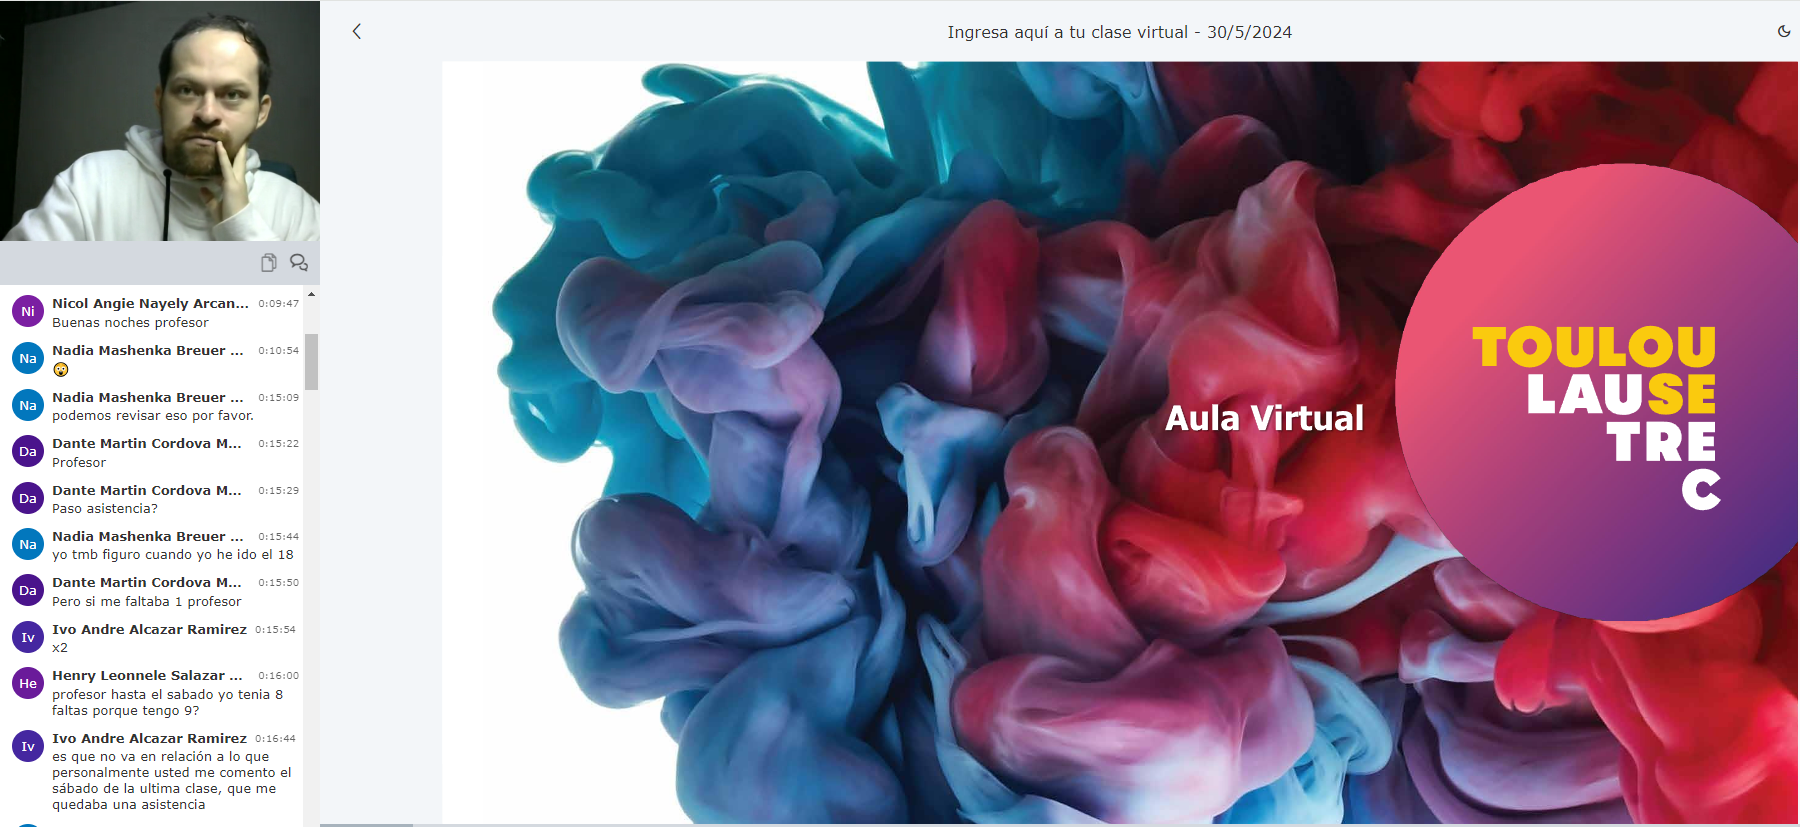 Ingresa aquí a tu clase virtual - 30/5/2024
Ni
Nicol Angie Nayely Arcan... 0:09:47
Buenas noches profesor
Na
Nadia Mashenka Breuer ... 0:10:54
😮
Na
Nadia Mashenka Breuer ... 0:15:09
podemos revisar eso por favor.
Da
Dante Martin Cordova M... 0:15:22
Profesor
Da
Dante Martin Cordova M... 0:15:29
Paso asistencia?
Na
Nadia Mashenka Breuer ... 0:15:44
yo tmb figuro cuando yo he ido el 18
Da
Dante Martin Cordova M... 0:15:50
Pero si me faltaba 1 profesor
Iv
Ivo Andre Alcazar Ramirez 0:15:54
x2
He
Henry Leonnele Salazar ... 0:16:00
profesor hasta el sabado yo tenia 8
faltas porque tengo 9?
Iv
Ivo Andre Alcazar Ramirez 0:16:44
es que no va en relación a lo que
personalmente usted me comento el
sábado de la ultima clase, que me
quedaba una asistencia
Aula Virtual
TOULOU
LAUSE
TRE
C